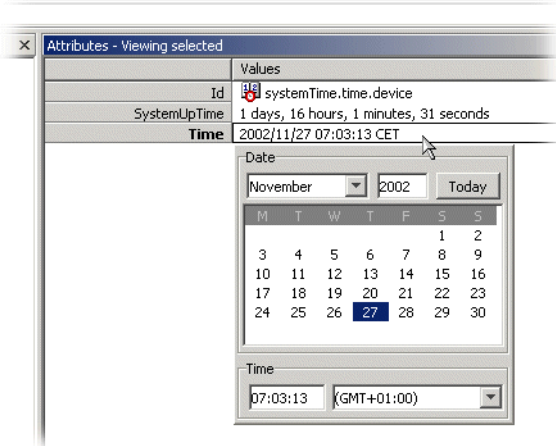 Attributes - Viewing selected
Values
Id systemTime.time.device
SystemUpTime 1 days, 16 hours, 1 minutes, 31 seconds
Time 2002/11/27 07:03:13 CET
Date
November 2002 Today
M T W T F S S
1 2
3 4 5 6 7 8 9
10 11 12 13 14 15 16
17 18 19 20 21 22 23
24 25 26 27 28 29 30
Time
07:03:13 (GMT+01:00)